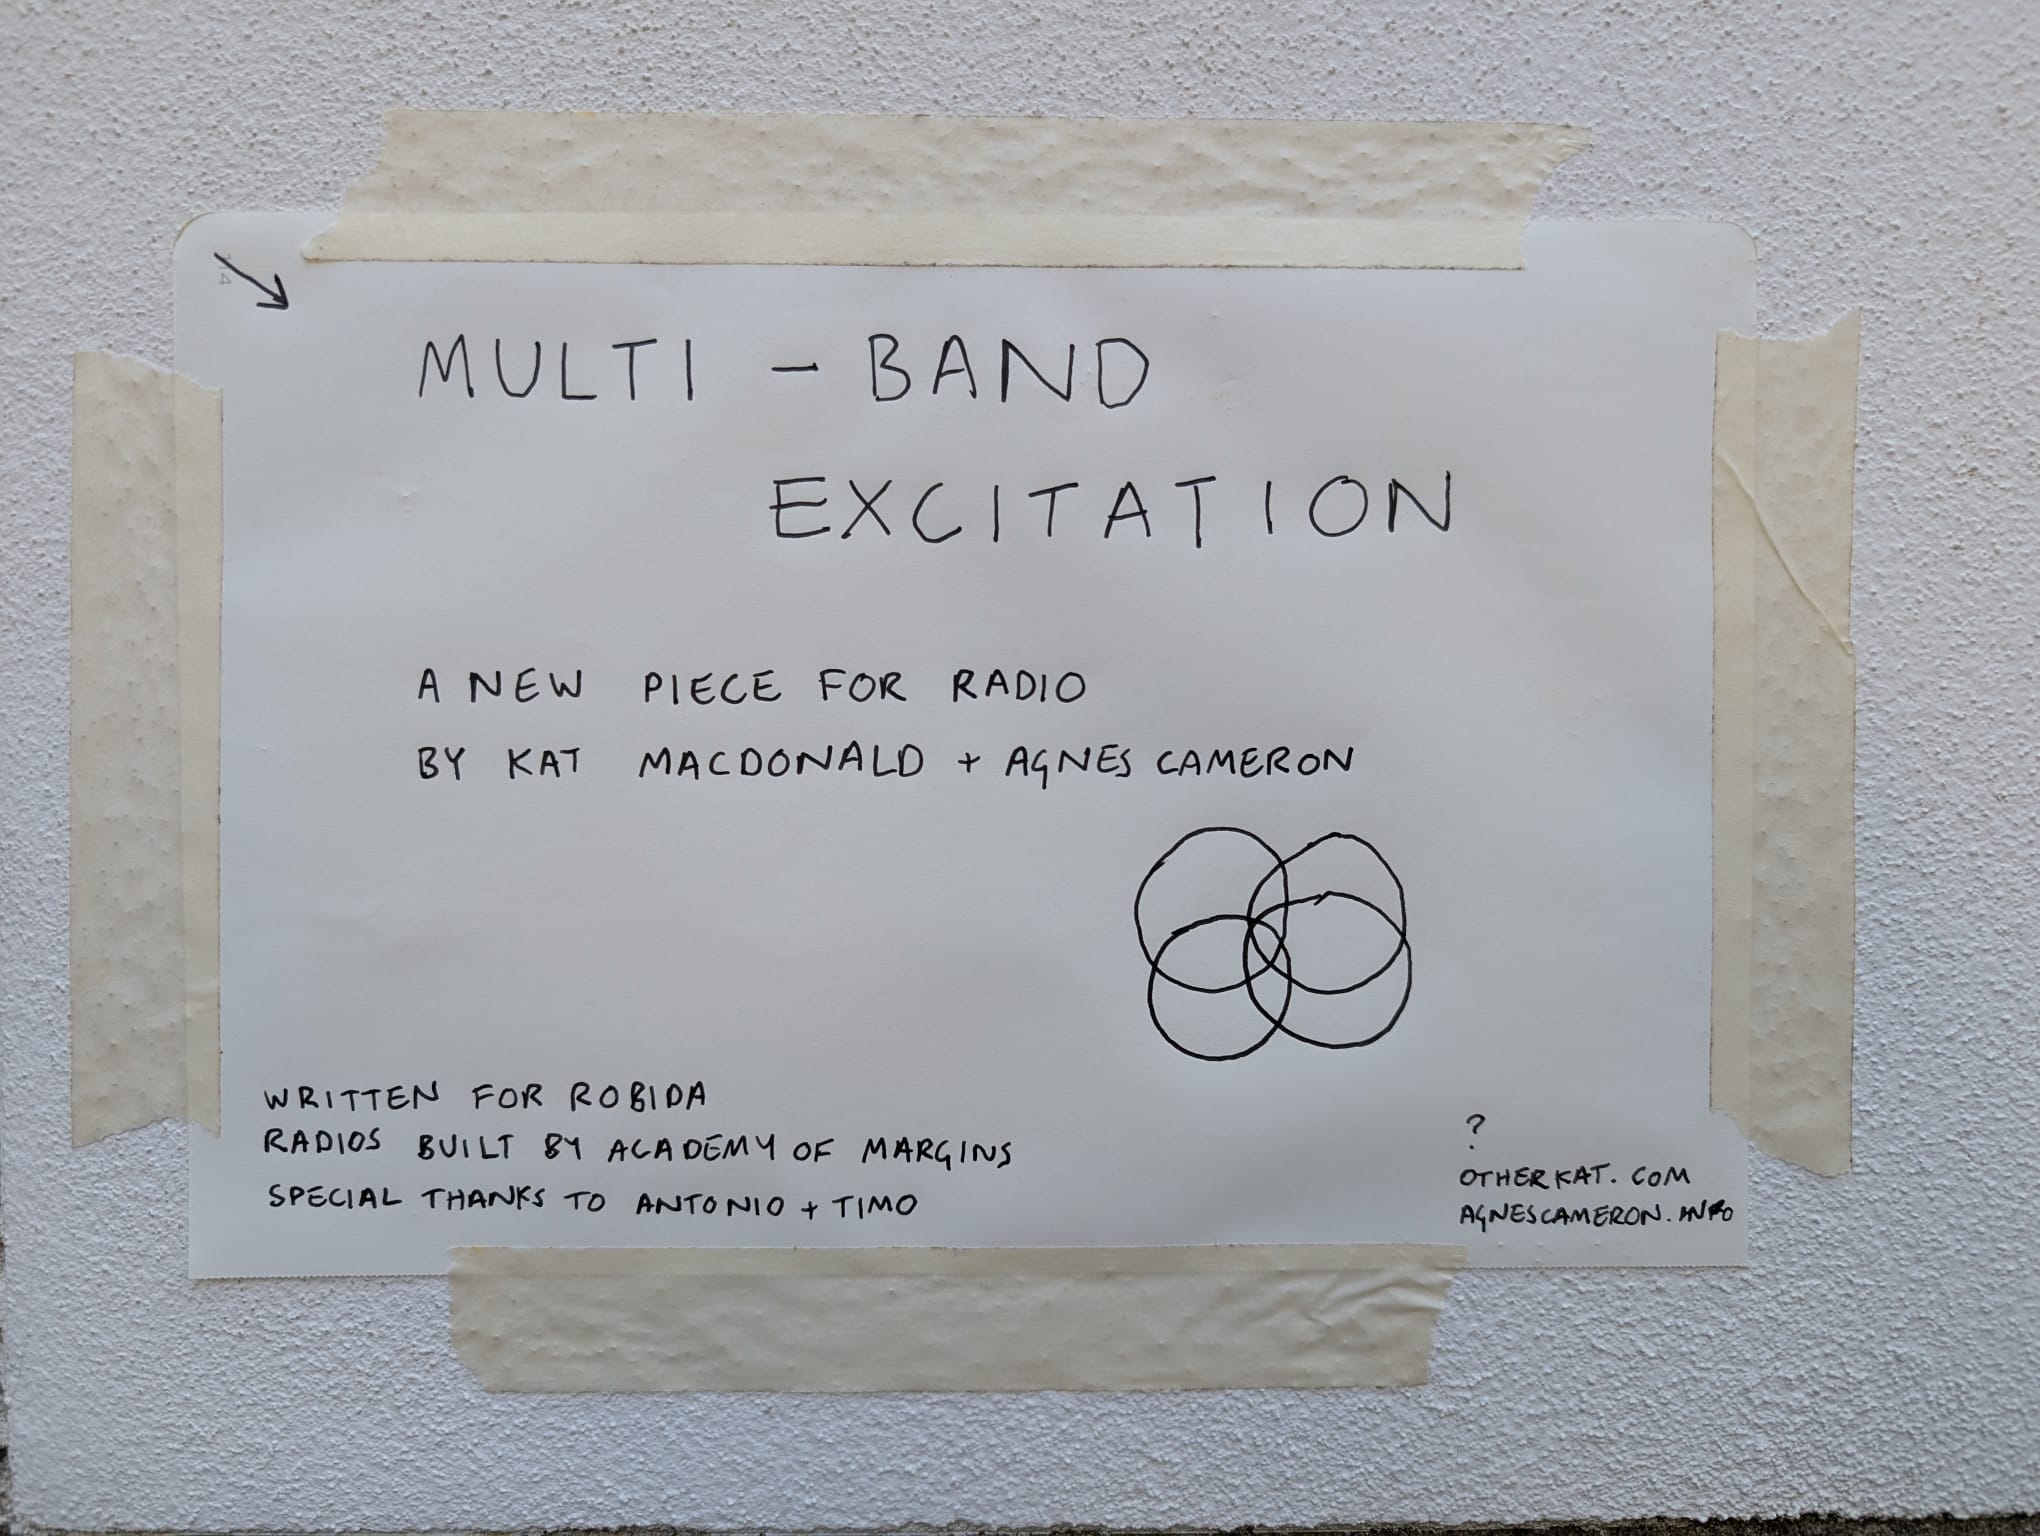 MULTI - BAND
EXCITATION
A NEW PIECE FOR RADIO
BY KAT MACDONALD + AGNES CAMERON
WRITTEN FOR ROBIDA
RADIOS BUILT BY ACADEMY OF MARGINS
SPECIAL THANKS TO ANTONIO + TIMO
?
OTHERKAT.COM
AGNESCAMERON.INFO